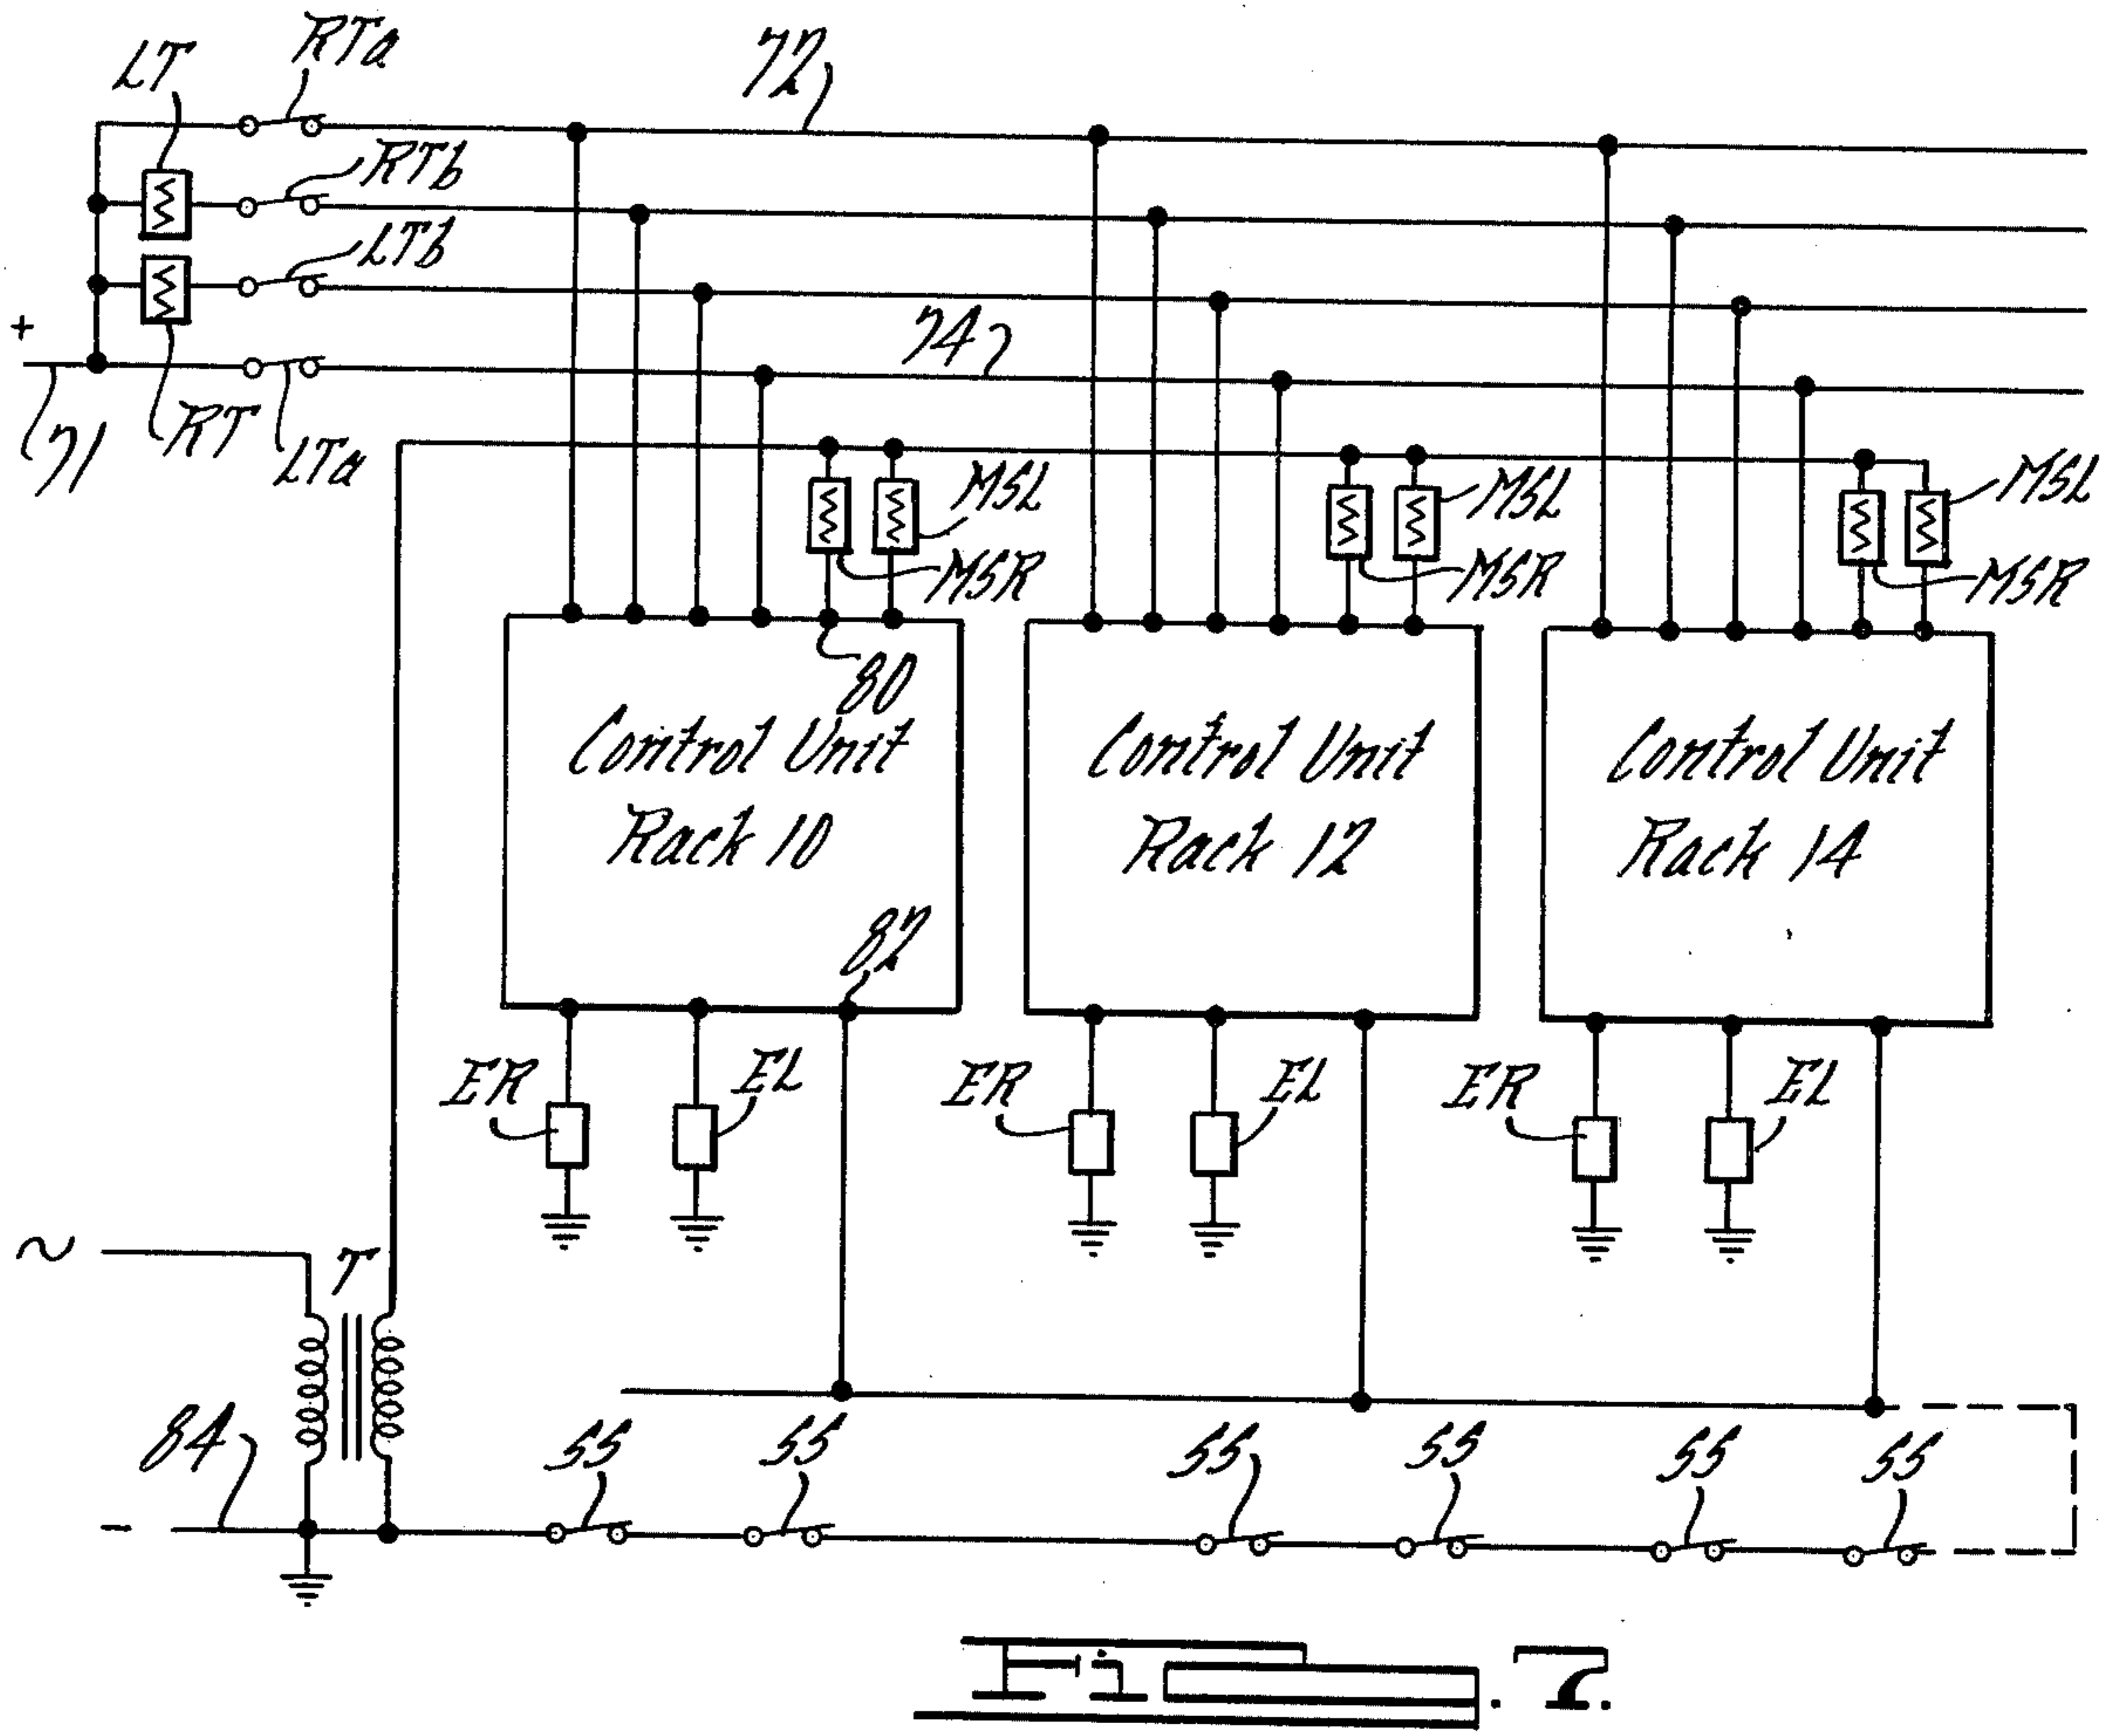 LT
RTa
72
RTb
LTb
+
74
71
RT
LTa
MSL
MSR
MSL
MSR
MSL
MSR
80
Control Unit
Rack 10
Control Unit
Rack 12
Control Unit
Rack 14
82
ER
EL
ER
EL
ER
EL
~
T
84
55
55
55
55
55
55
-
Fig. 7.